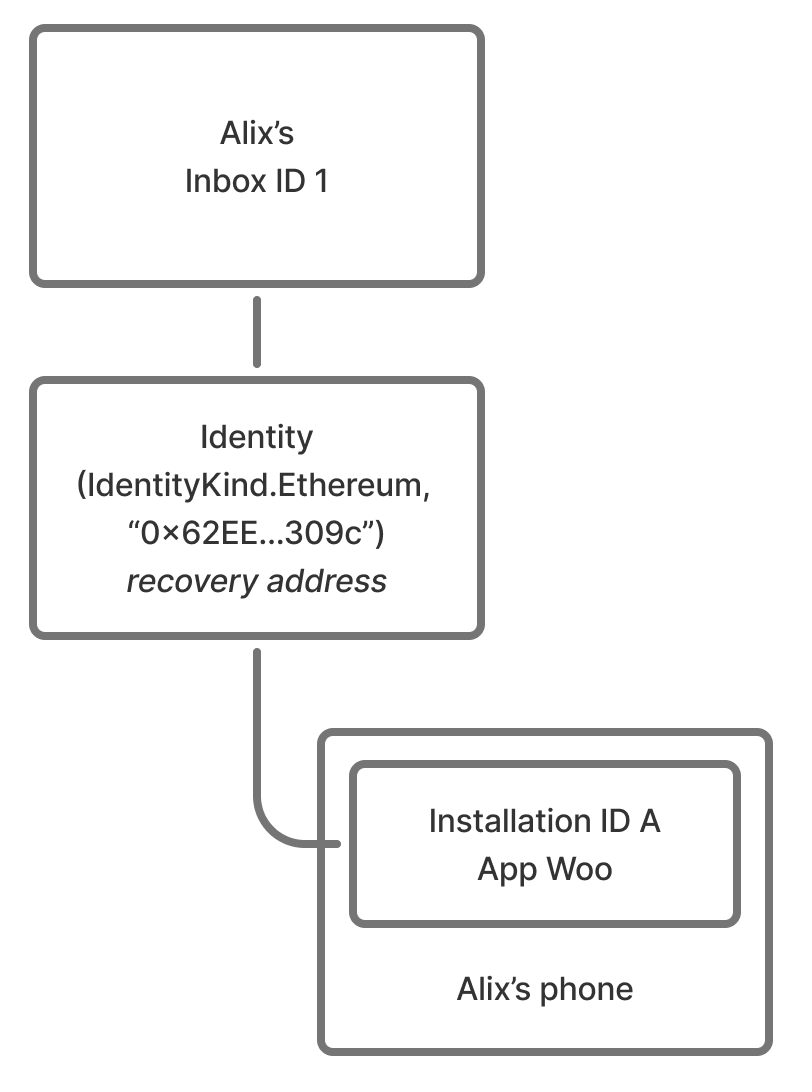 Alix’s
Inbox ID 1
Identity
(IdentityKind.Ethereum,
“0×62EE...309c”)
recovery address
Installation ID A
App Woo
Alix’s phone